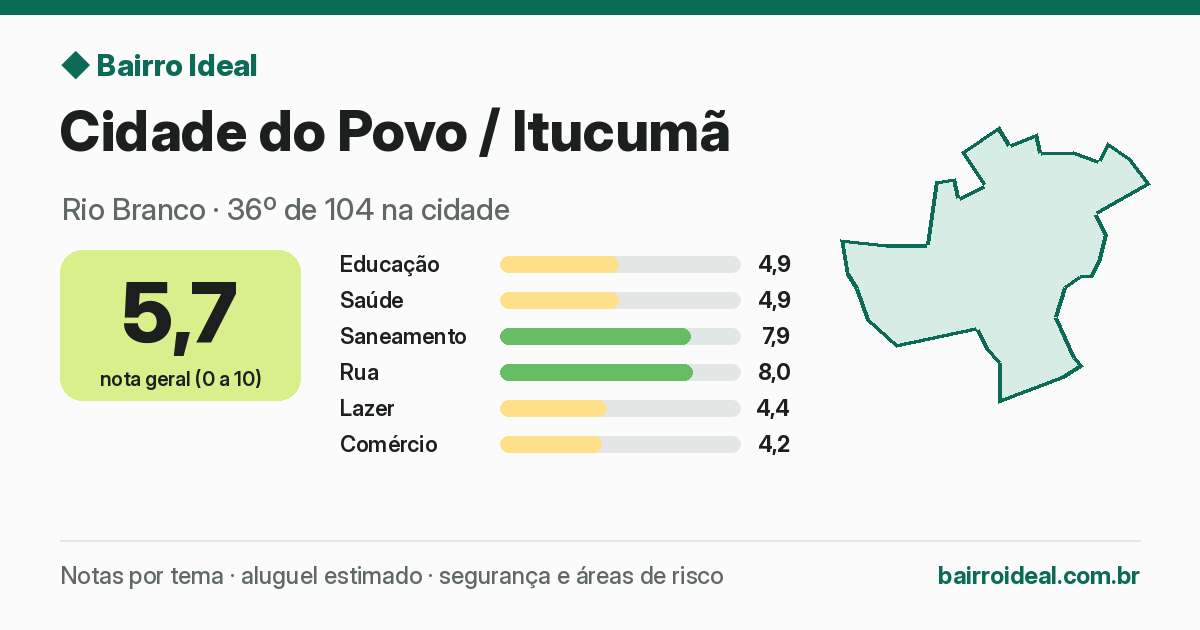 Bairro Ideal
Cidade do Povo / Itucumã
Rio Branco · 36º de 104 na cidade
5,7
nota geral (0 a 10)
Educação 4,9
Saúde 4,9
Saneamento 7,9
Rua 8,0
Lazer 4,4
Comércio 4,2
Notas por tema · aluguel estimado · segurança e áreas de risco
bairroideal.com.br